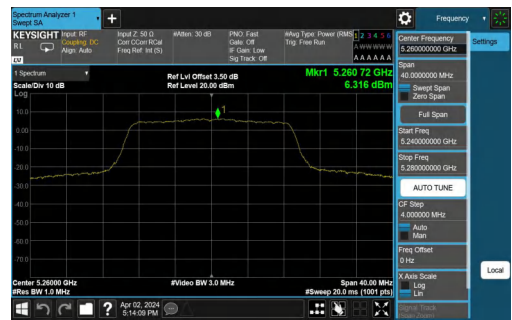 Spectrum Analyzer 1
Swept SA
+
Frequency
KEYSIGHT
Input: RF
Coupling: DC
Align: Auto
RL
LV
Input Z: 50 Ω
Corr CCorr RCal
Freq Ref: Int (S)
#Atten: 30 dB
PNO: Fast
Gate: Off
IF Gain: Low
Sig Track: Off
#Avg Type: Power (RMS
Trig: Free Run
1 2 3 4 5 6
A W W W W W
A A A A A A
1 Spectrum
Scale/Div 10 dB
Log
Ref Lvl Offset 3.50 dB
Ref Level 20.00 dBm
Mkr1 5.260 72 GHz
6.316 dBm
1
10.0
0.00
-10.0
-20.0
-30.0
-40.0
-50.0
-60.0
-70.0
Center 5.26000 GHz
#Res BW 1.0 MHz
#Video BW 3.0 MHz
Span 40.00 MHz
#Sweep 20.0 ms (1001 pts)
Center Frequency
5.260000000 GHz
Settings
Span
40.0000000 MHz
Swept Span
Zero Span
Full Span
Start Freq
5.240000000 GHz
Stop Freq
5.280000000 GHz
AUTO TUNE
CF Step
4.000000 MHz
Auto
Man
Freq Offset
0 Hz
X Axis Scale
Log
Lin
Signal Track
Local
?
Apr 02, 2024
5:14:09 PM